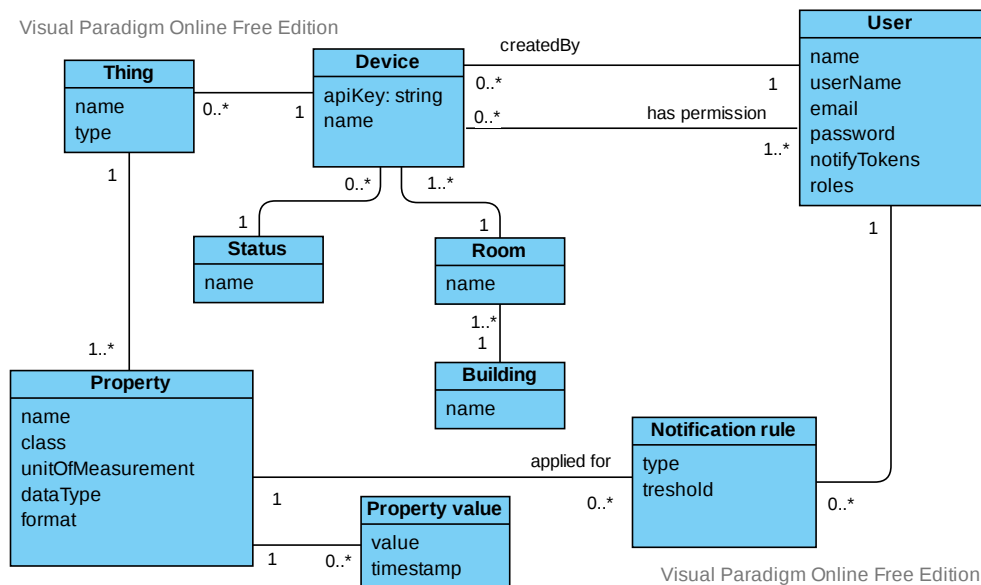 Visual Paradigm Online Free Edition
User
name
userName
email
password
notifyTokens
roles
createdBy
0..*
1
0..*
has permission
1..*
Device
apiKey: string
name
Thing
name
type
0..*
1
1
0..*
1..*
1
1
1
Status
name
Room
name
1..*
1
Building
name
1..*
Property
name
class
unitOfMeasurement
dataType
format
applied for
1
0..*
Notification rule
type
treshold
0..*
Property value
value
timestamp
1
0..*
Visual Paradigm Online Free Edition